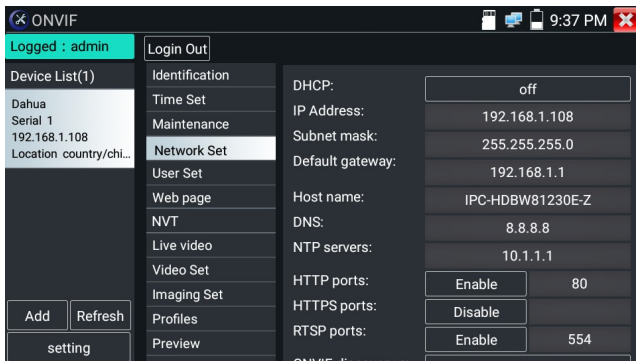 ONVIF
9:37 PM
Logged : admin
Login Out
Device List(1)
Dahua
Serial 1
192.168.1.108
Location country/chi...
Add
Refresh
setting
Identification
Time Set
Maintenance
Network Set
User Set
Web page
NVT
Live video
Video Set
Imaging Set
Profiles
Preview
DHCP: off
IP Address: 192.168.1.108
Subnet mask: 255.255.255.0
Default gateway: 192.168.1.1
Host name: IPC-HDBW81230E-Z
DNS: 8.8.8.8
NTP servers: 10.1.1.1
HTTP ports: Enable 80
HTTPS ports: Disable
RTSP ports: Enable 554